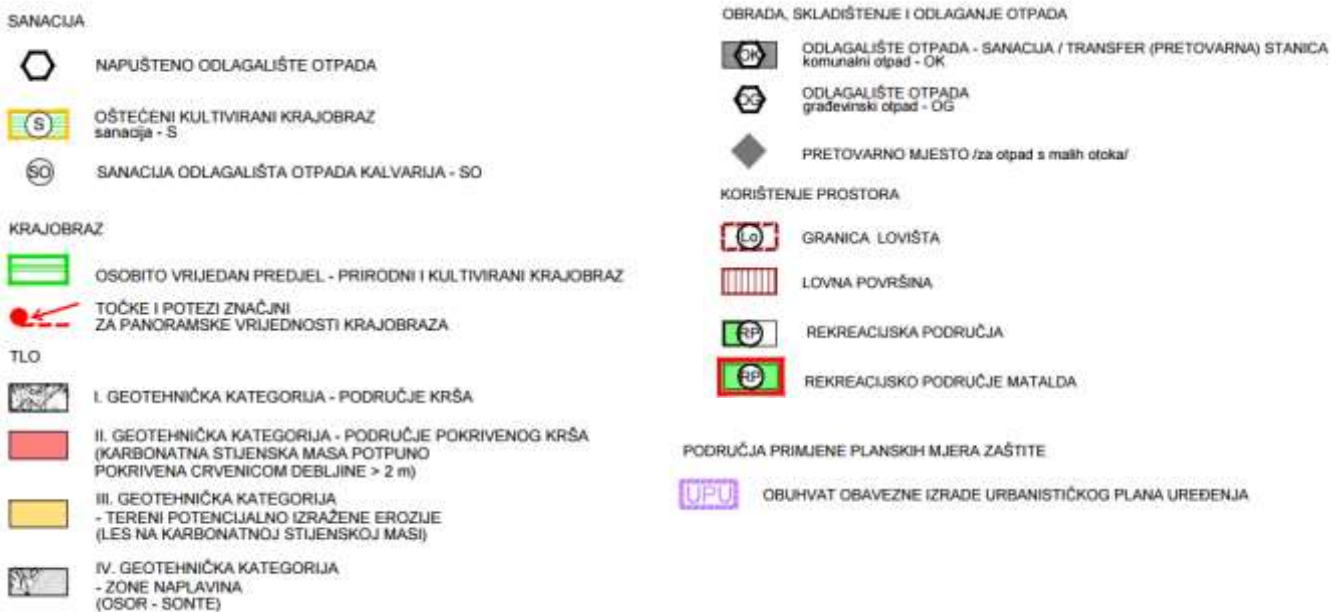 SANACIJA
NAPUŠTENO ODLAGALIŠTE OTPADA
S
OŠTEĆENI KULTIVIRANI KRAJOBRAZ
sanacija - S
SO
SANACIJA ODLAGALIŠTA OTPADA KALVARIJA - SO
KRAJOBRAZ
OSOBITO VRIJEDAN PREDJEL - PRIRODNI I KULTIVIRANI KRAJOBRAZ
TOČKE I POTEZI ZNAČJNI
ZA PANORAMSKE VRIJEDNOSTI KRAJOBRAZA
TLO
I. GEOTEHNIČKA KATEGORIJA - PODRUČJE KRŠA
II. GEOTEHNIČKA KATEGORIJA - PODRUČJE POKRIVENOG KRŠA
(KARBONATNA STIJENSKA MASA POTPUNO
POKRIVENA CRVENICOM DEBLJINE > 2 m)
III. GEOTEHNIČKA KATEGORIJA
- TERENI POTENCIJALNO IZRAŽENE EROZIJE
(LES NA KARBONATNOJ STIJENSKOJ MASI)
IV. GEOTEHNIČKA KATEGORIJA
- ZONE NAPLAVINA
(OSOR - SONTE)
OBRADA, SKLADIŠTENJE I ODLAGANJE OTPADA
OK
ODLAGALIŠTE OTPADA - SANACIJA / TRANSFER (PRETOVARNA) STANICA
komunalni otpad - OK
OG
ODLAGALIŠTE OTPADA
građevinski otpad - OG
PRETOVARNO MJESTO /za otpad s malih otoka/
KORIŠTENJE PROSTORA
Lo
GRANICA LOVIŠTA
LOVNA POVRŠINA
RP
REKREACIJSKA PODRUČJA
RP
REKREACIJSKO PODRUČJE MATALDA
PODRUČJA PRIMJENE PLANSKIH MJERA ZAŠTITE
UPU
OBUHVAT OBAVEZNE IZRADE URBANISTIČKOG PLANA UREĐENJA